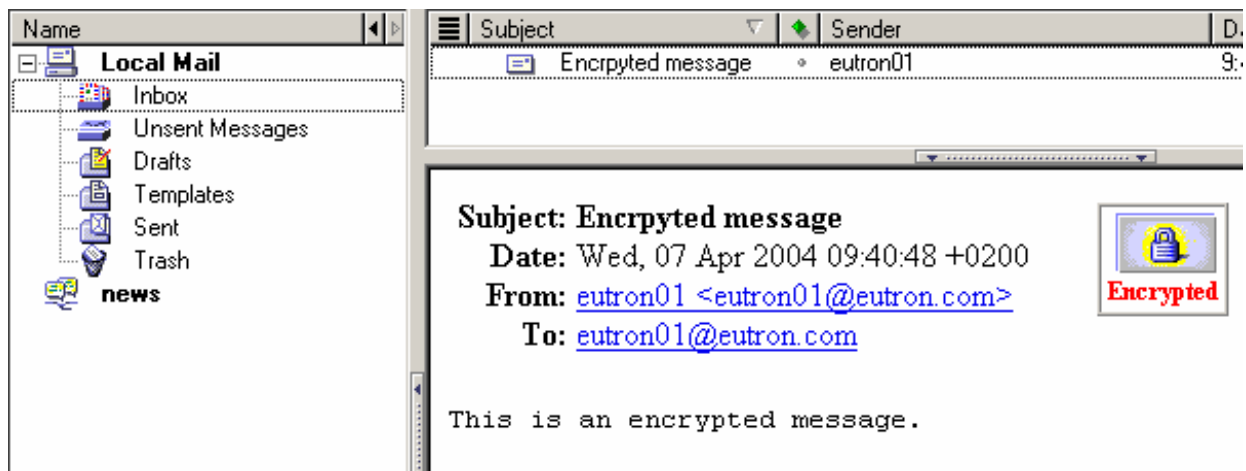 Name
Local Mail
Inbox
Unsent Messages
Drafts
Templates
Sent
Trash
news
Subject Sender
Encrpyted message eutron01
Subject: Encrpyted message
Date: Wed, 07 Apr 2004 09:40:48 +0200
From: eutron01 <eutron01@eutron.com>
To: eutron01@eutron.com
Encrypted
This is an encrypted message.